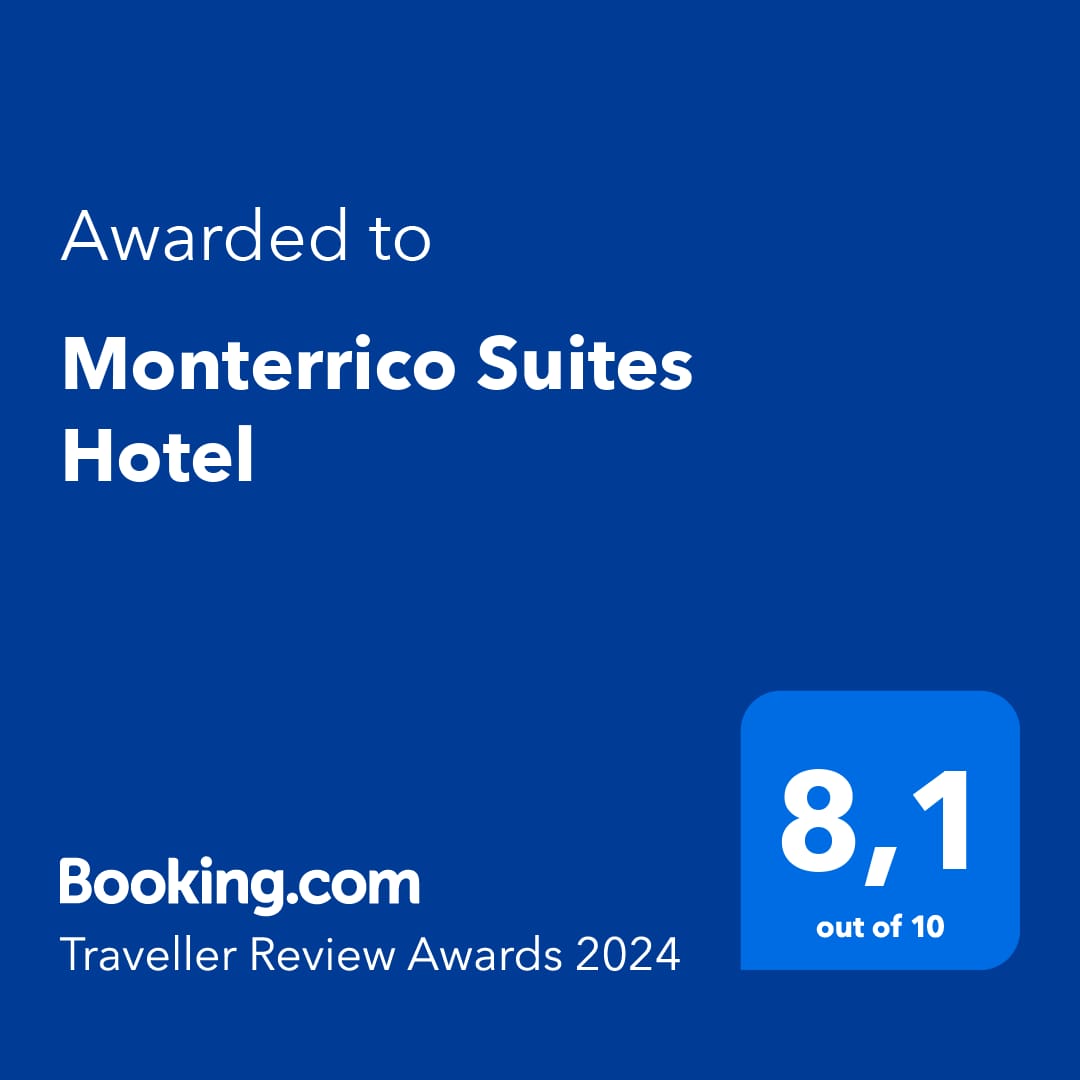 Awarded to
Monterrico Suites
Hotel
8,1
out of 10
Booking.com
Traveller Review Awards 2024